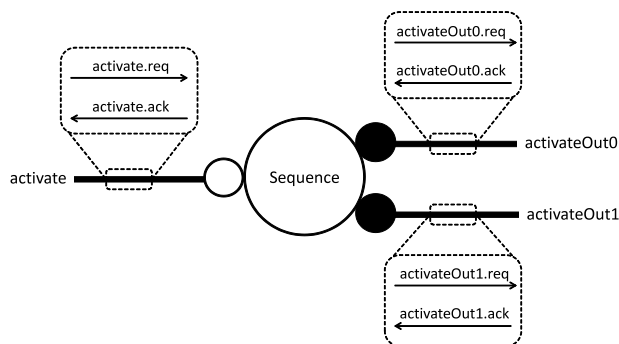 activate.req
activate.ack
activate
Sequence
activateOut0.req
activateOut0.ack
activateOut0
activateOut1
activateOut1.req
activateOut1.ack